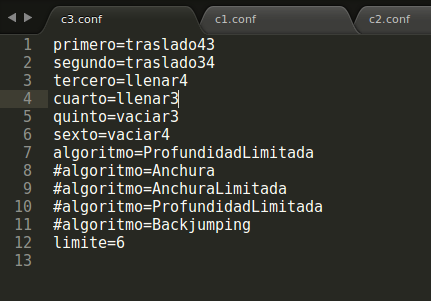 c3.conf c1.conf c2.conf
1 primero=traslado43
2 segundo=traslado34
3 tercero=llenar4
4 cuarto=llenar3
5 quinto=vaciar3
6 sexto=vaciar4
7 algoritmo=ProfundidadLimitada
8 #algoritmo=Anchura
9 #algoritmo=AnchuraLimitada
10 #algoritmo=ProfundidadLimitada
11 #algoritmo=Backjumping
12 limite=6
13